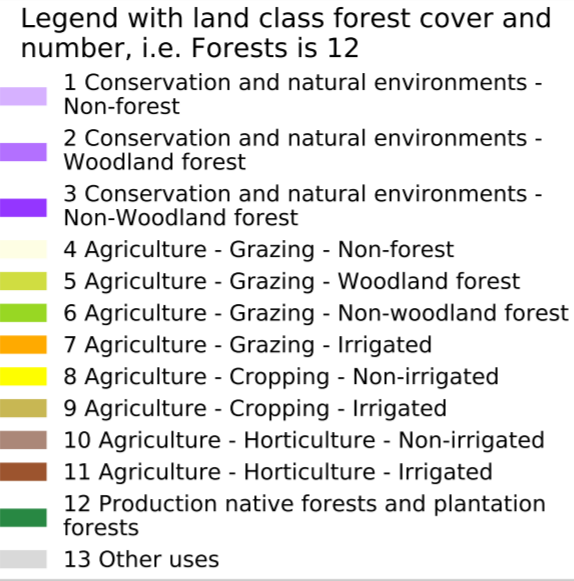 Legend with land class forest cover and
number, i.e. Forests is 12
1 Conservation and natural environments -
Non-forest
2 Conservation and natural environments -
Woodland forest
3 Conservation and natural environments -
Non-Woodland forest
4 Agriculture - Grazing - Non-forest
5 Agriculture - Grazing - Woodland forest
6 Agriculture - Grazing - Non-woodland forest
7 Agriculture - Grazing - Irrigated
8 Agriculture - Cropping - Non-irrigated
9 Agriculture - Cropping - Irrigated
10 Agriculture - Horticulture - Non-irrigated
11 Agriculture - Horticulture - Irrigated
12 Production native forests and plantation
forests
13 Other uses